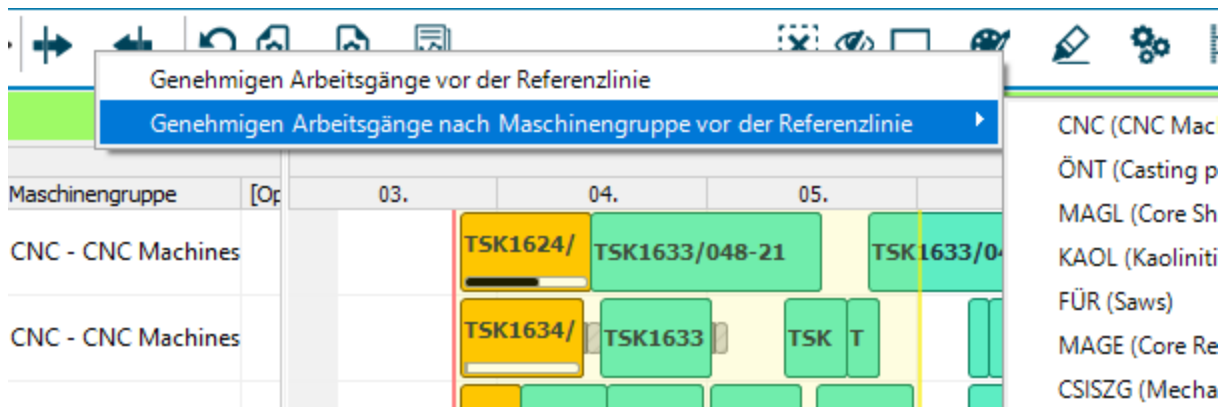 Genehmigen Arbeitsgänge vor der Referenzlinie
Genehmigen Arbeitsgänge nach Maschinengruppe vor der Referenzlinie
CNC (CNC Mac
ÖNT (Casting p
MAGL (Core Sh
KAOL (Kaoliniti
FÜR (Saws)
MAGE (Core Re
CSISZG (Mecha
Maschinengruppe [Op 03. 04. 05.
CNC - CNC Machines TSK1624/ TSK1633/048-21 TSK1633/04
CNC - CNC Machines TSK1634/ TSK1633 TSK T